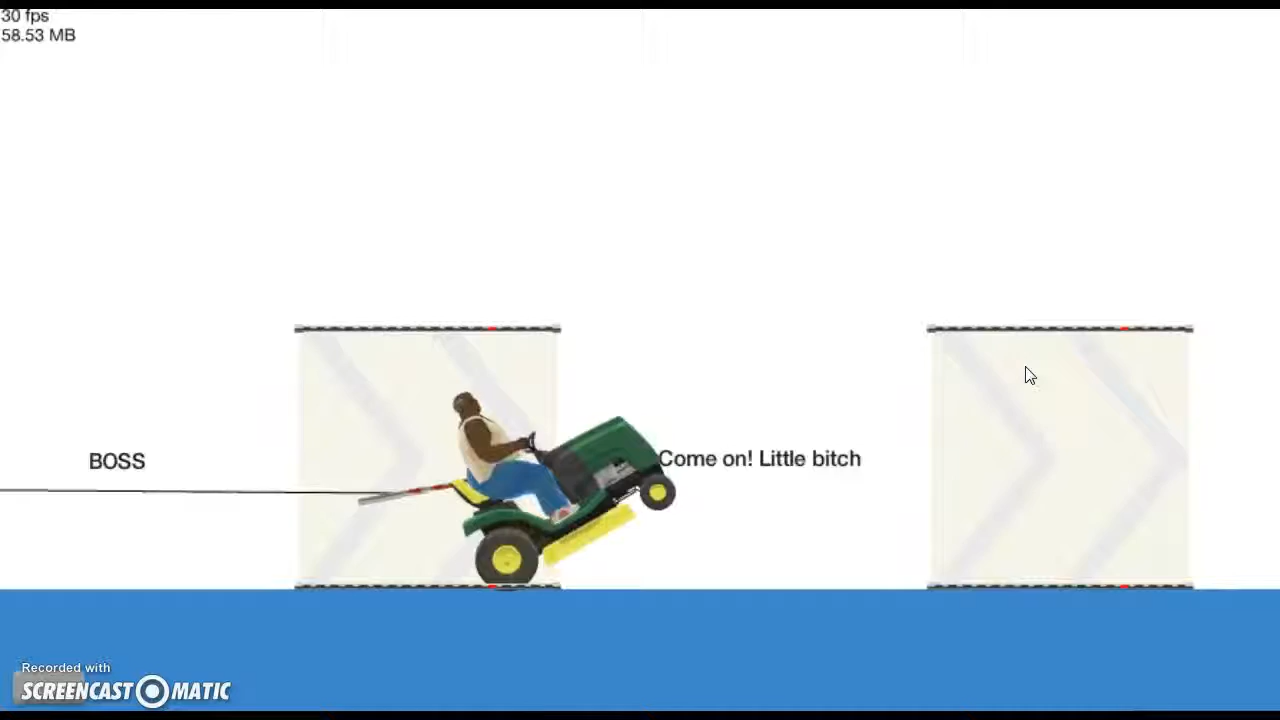 30 fps
58.53 MB
BOSS
Come on! Little bitch
Recorded with
SCREENCAST MATIC